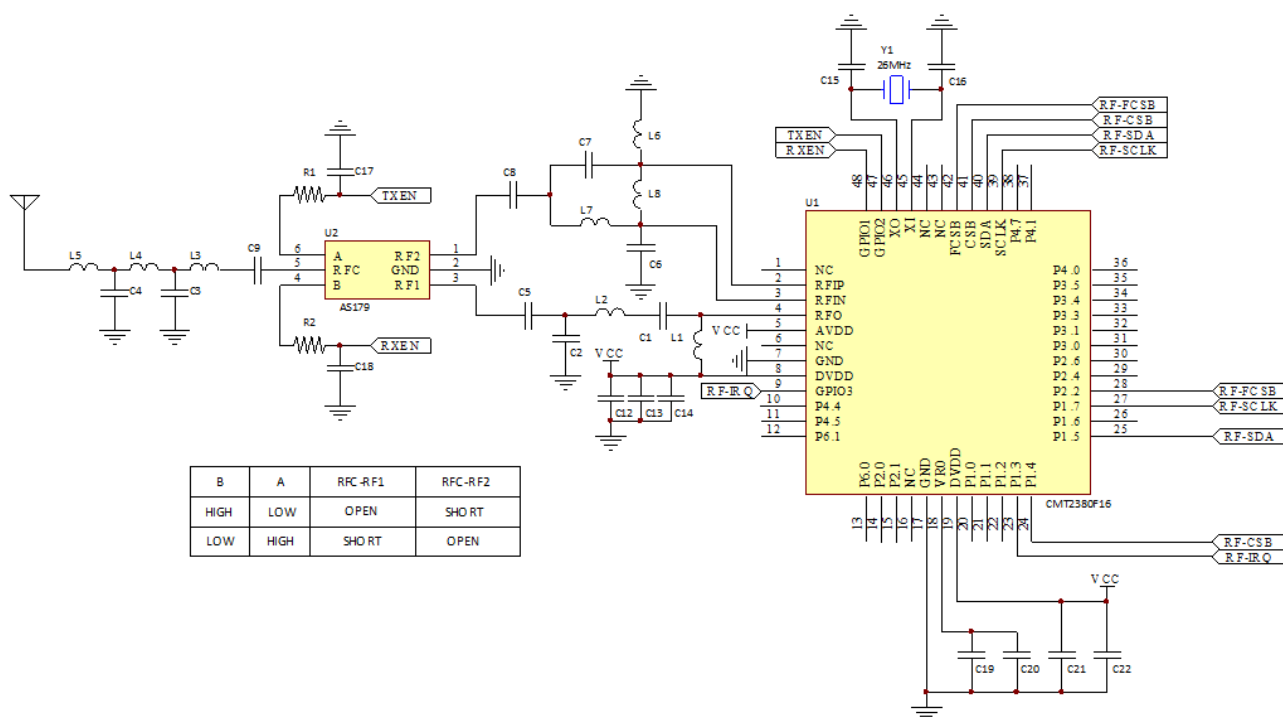 Y1
26MHz
C15
C16
RF-FCSB
RF-CSB
RF-SDA
RF-SCLK
TXEN
RXEN
L6
C7
C8
L8
L7
C6
R1
C17
TXEN
U2
6 A RF2 1
5 RFC GND 2
4 B RF1 3
AS179
L5
L4
L3
C9
C4
C3
R2
RXEN
C18
C5
L2
C1
L1
C2
VCC
VCC
C12
C13
C14
RF-IRQ
U1
48 47 46 45 44 43 42 41 40 39 38 37
GPIO1 GPIO2 XO XI NC NC FCSB CSB SDA SCLK P4.7 P4.1
1 NC
2 RFIP
3 RFIN
4 RFO
5 AVDD
6 NC
7 GND
8 DVDD
9 GPIO3
10 P4.4
11 P4.5
12 P6.1
P4.0 36
P3.5 35
P3.4 34
P3.3 33
P3.1 32
P3.0 31
P2.6 30
P2.4 29
P2.2 28
P1.7 27
P1.6 26
P1.5 25
RF-FCSB
RF-SCLK
RF-SDA
P6.0 P2.0 P2.1 NC GND VR0 DVDD P1.0 P1.1 P1.2 P1.3 P1.4
13 14 15 16 17 18 19 20 21 22 23 24
CMT2380F16
RF-CSB
RF-IRQ
VCC
C19
C20
C21
C22
B A RFC-RF1 RFC-RF2
HIGH LOW OPEN SHORT
LOW HIGH SHORT OPEN